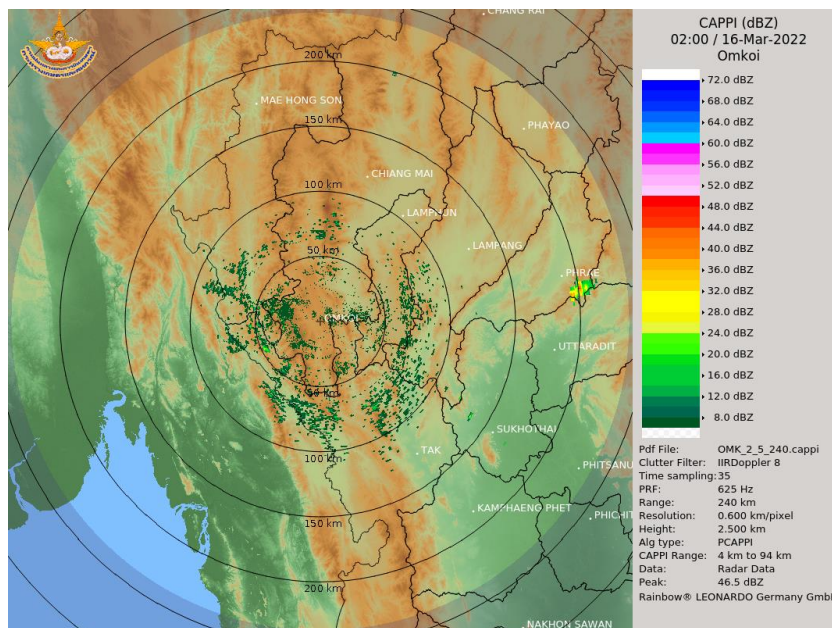 CHANG RAI
200 km
MAE HONG SON
150 km
PHAYAO
CHIANG MAI
100 km
LAMPHUN
LAMPANG
50 km
PHRAE
UTTARADIT
50 km
SUKHOTHAI
TAK
100 km
PHITSANU
KAMPHAENG PHET
PHICHIT
150 km
200 km
NAKHON SAWAN
CAPPI (dBZ)
02:00 / 16-Mar-2022
Omkoi
72.0 dBZ
68.0 dBZ
64.0 dBZ
60.0 dBZ
56.0 dBZ
52.0 dBZ
48.0 dBZ
44.0 dBZ
40.0 dBZ
36.0 dBZ
32.0 dBZ
28.0 dBZ
24.0 dBZ
20.0 dBZ
16.0 dBZ
12.0 dBZ
8.0 dBZ
Pdf File: OMK_2_5_240.cappi
Clutter Filter: IIRDoppler 8
Time sampling: 35
PRF: 625 Hz
Range: 240 km
Resolution: 0.600 km/pixel
Height: 2.500 km
Alg type: PCAPPI
CAPPI Range: 4 km to 94 km
Data: Radar Data
Peak: 46.5 dBZ
Rainbow® LEONARDO Germany Gmb